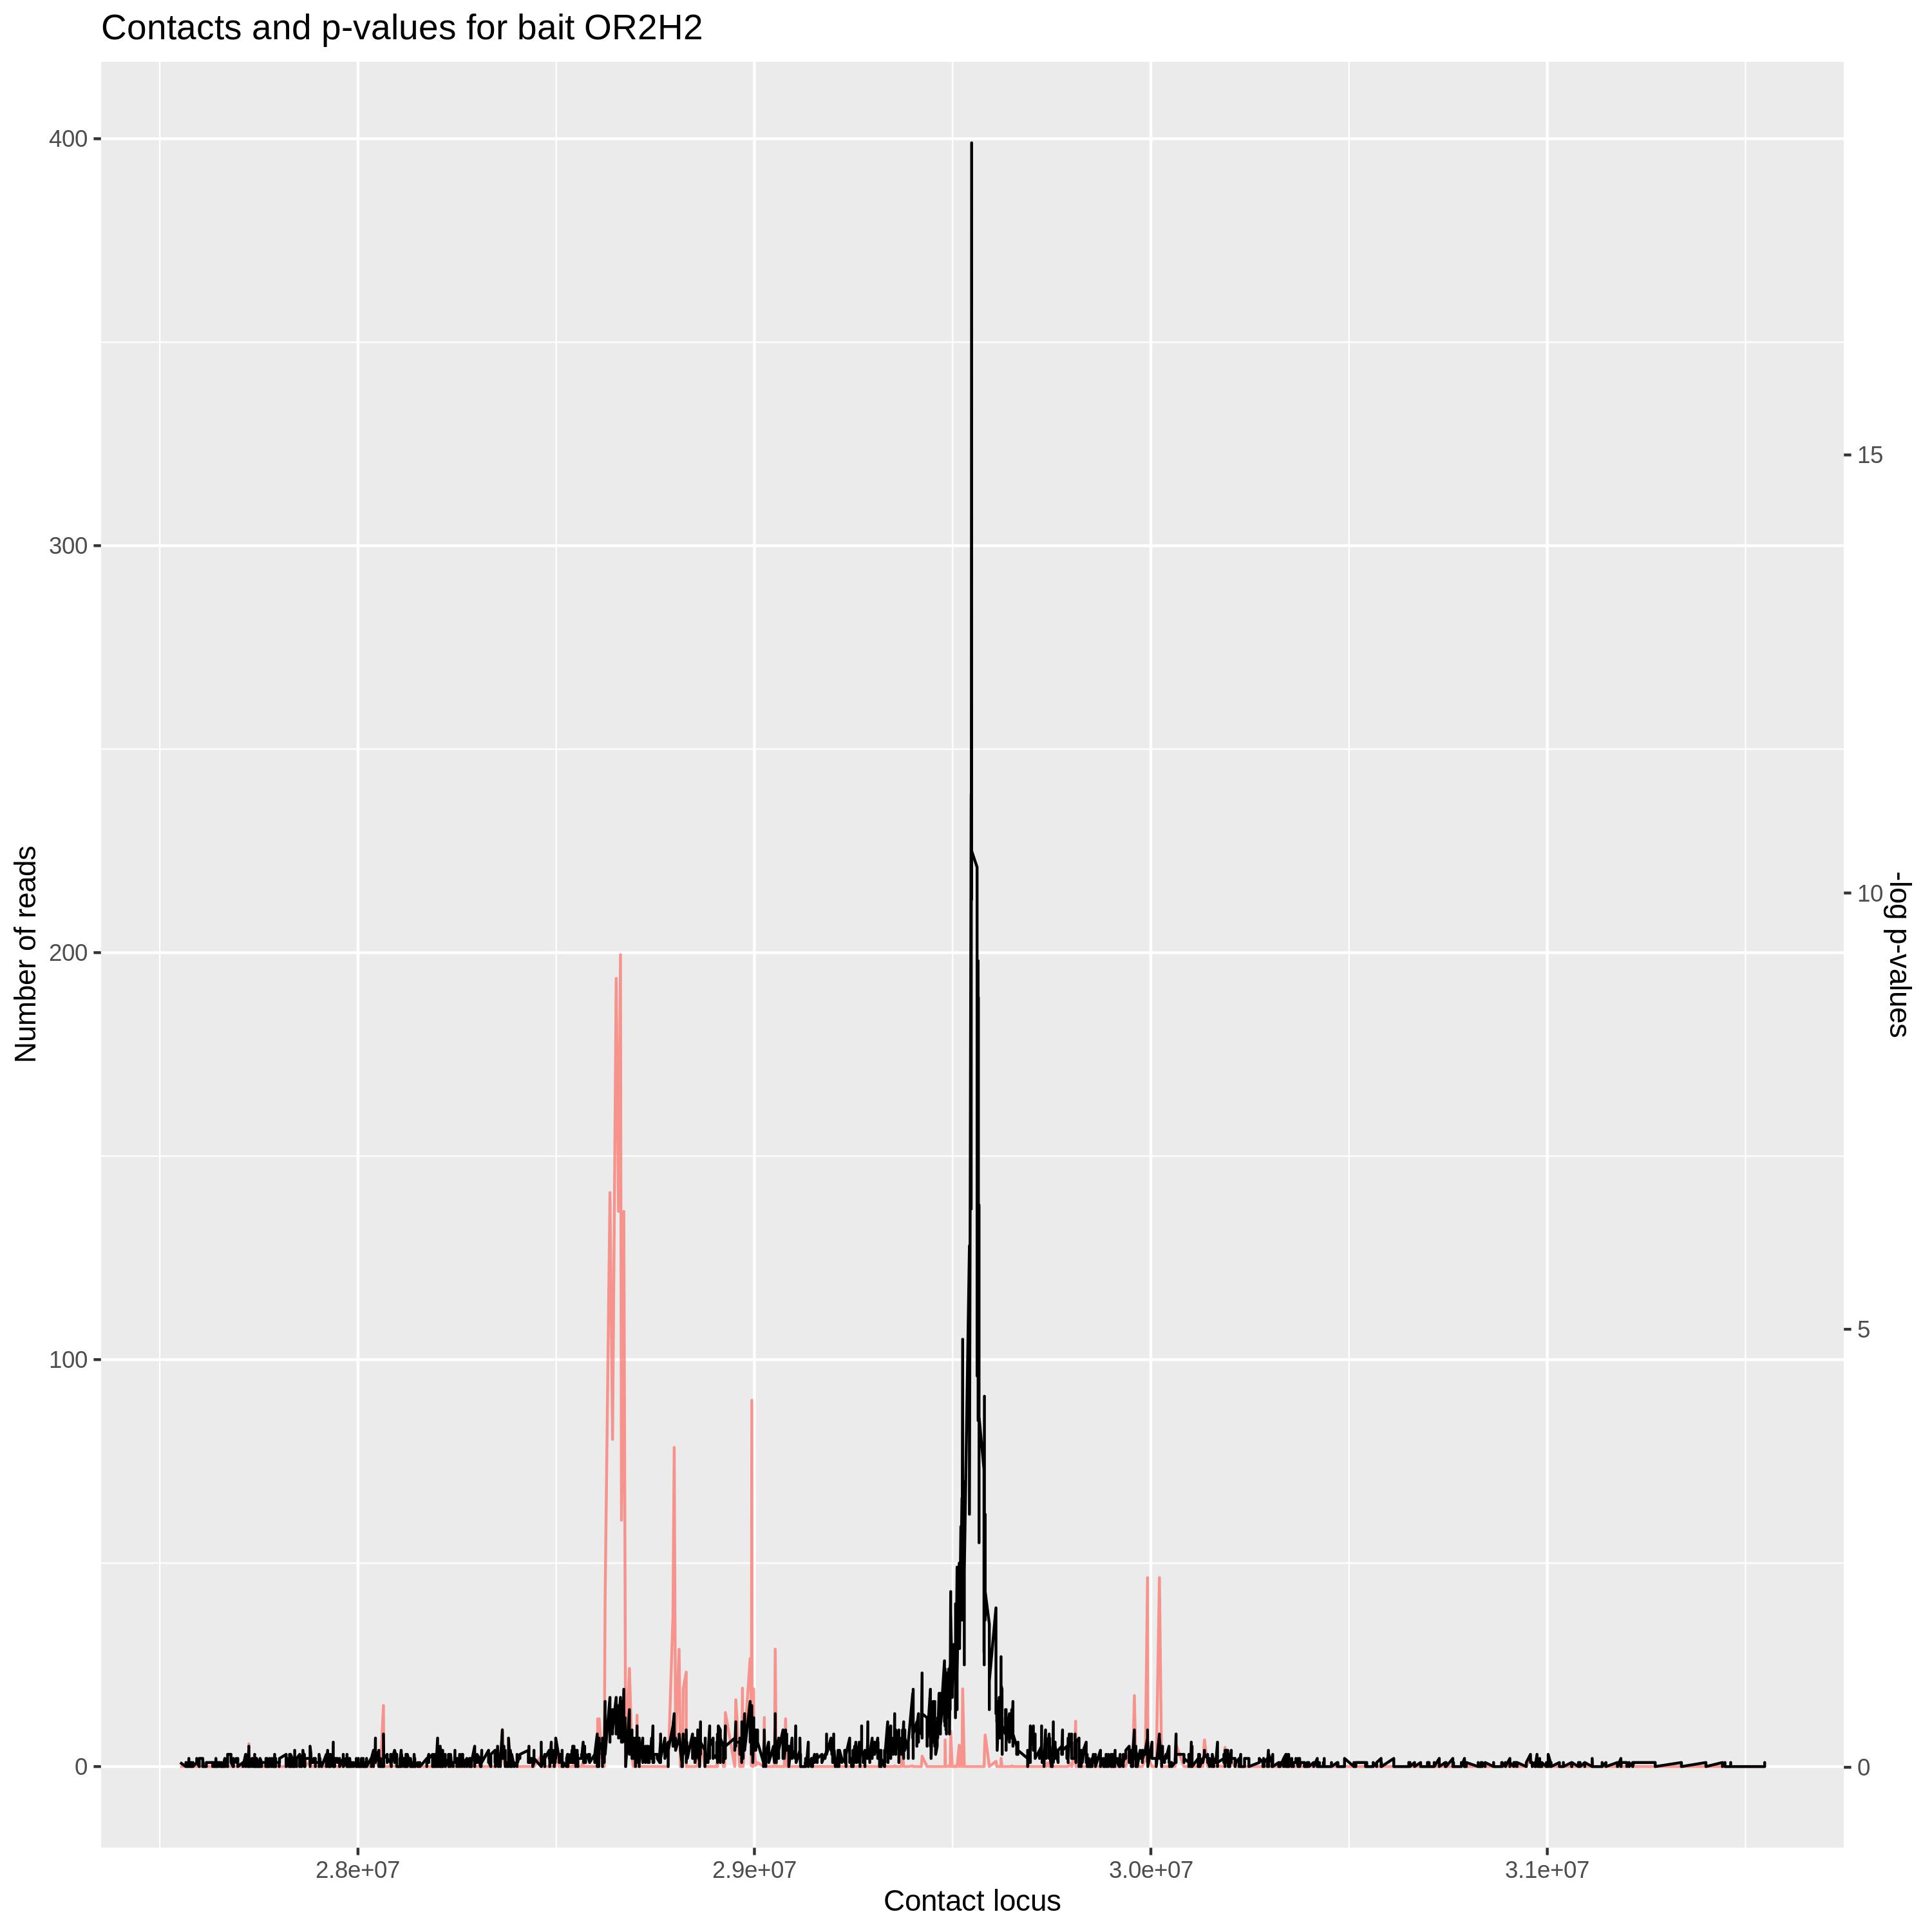 Contacts and p-values for bait OR2H2
400
300
200
100
0
Number of reads
15
10
5
0
-log p-values
2.8e+07
2.9e+07
3.0e+07
3.1e+07
Contact locus